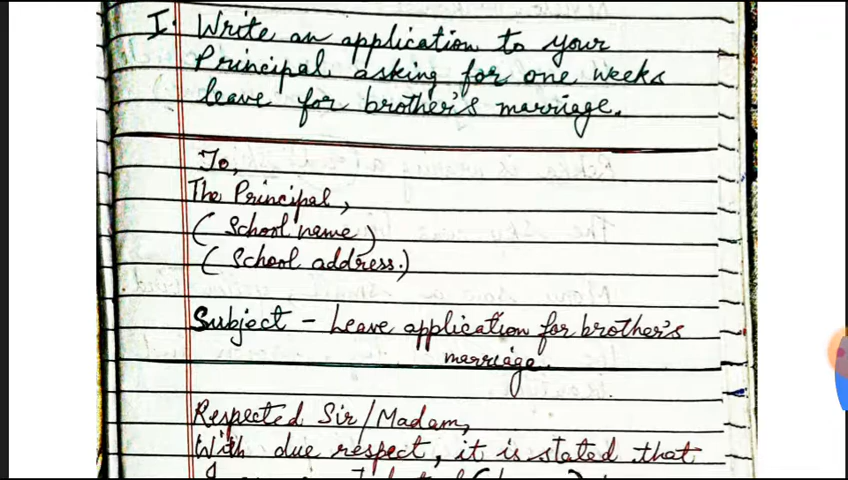 I. Write an application to your
Principal asking for one weeks
leave for brother's marriage.
To,
The Principal,
( School name )
( School address.)
Subject - Leave application for brother's
marriage.
Respected Sir/Madam,
With due respect, it is stated that